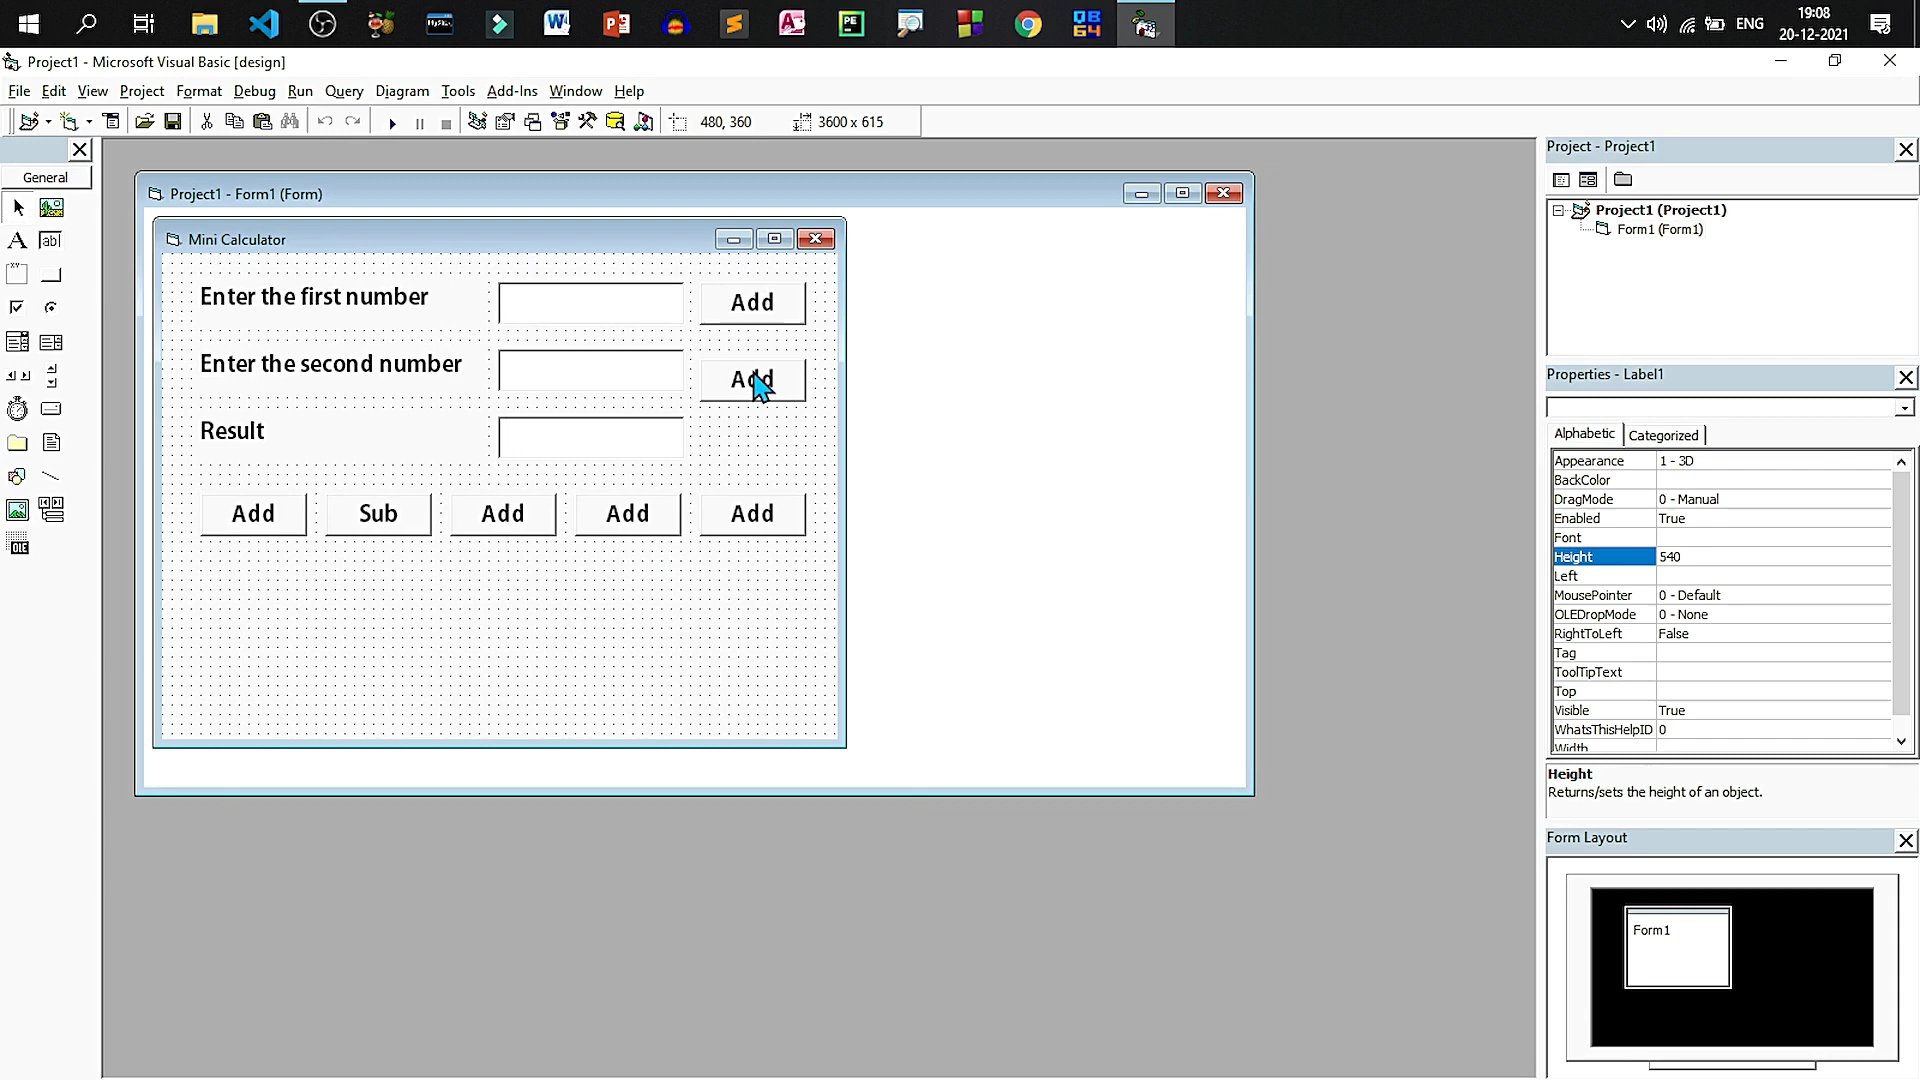 W
P
A
PE
QB
64
ENG
19:08
20-12-2021
Project1 - Microsoft Visual Basic [design]
File Edit View Project Format Debug Run Query Diagram Tools Add-Ins Window Help
480, 360
3600 x 615
General
A
ab|
OLE
Project1 - Form1 (Form)
Mini Calculator
Enter the first number
Add
Enter the second number
Add
Result
Add Sub Add Add Add
Project - Project1
Project1 (Project1)
Form1 (Form1)
Properties - Label1
Alphabetic Categorized
Appearance 1 - 3D
BackColor
DragMode 0 - Manual
Enabled True
Font
Height 540
Left
MousePointer 0 - Default
OLEDropMode 0 - None
RightToLeft False
Tag
ToolTipText
Top
Visible True
WhatsThisHelpID 0
Width
Height
Returns/sets the height of an object.
Form Layout
Form1